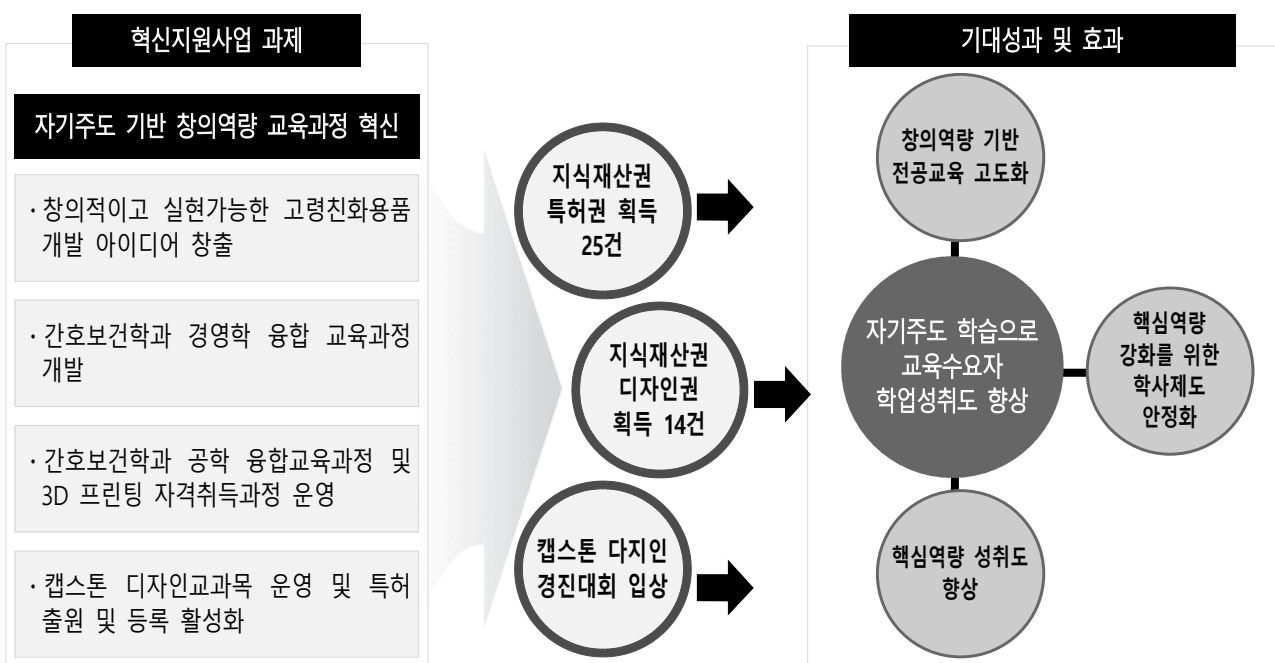 혁신지원사업 과제
자기주도 기반 창의역량 교육과정 혁신
· 창의적이고 실현가능한 고령친화용품
개발 아이디어 창출
· 간호보건학과 경영학 융합 교육과정
개발
· 간호보건학과 공학 융합교육과정 및
3D 프린팅 자격취득과정 운영
· 캡스톤 디자인교과목 운영 및 특허
출원 및 등록 활성화
지식재산권
특허권 획득
25건
지식재산권
디자인권
획득 14건
캡스톤 다지인
경진대회 입상
기대성과 및 효과
창의역량 기반
전공교육 고도화
자기주도 학습으로
교육수요자
학업성취도 향상
핵심역량
강화를 위한
학사제도
안정화
핵심역량 성취도
향상